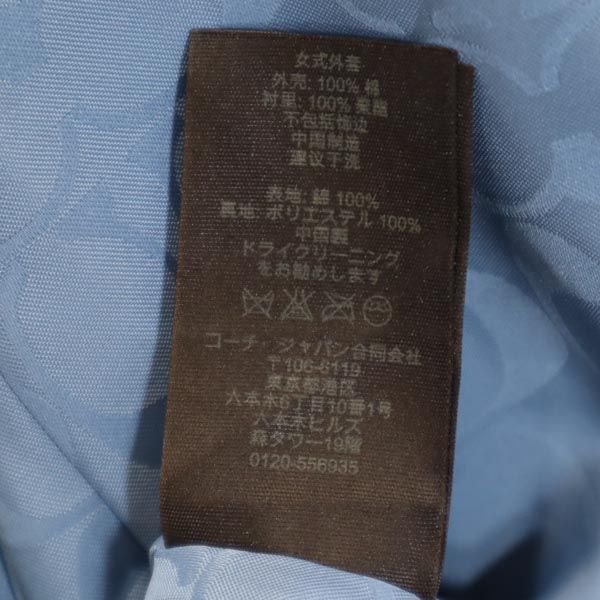 女式外套
外壳: 100% 棉
衬里: 100% 聚酯
不包括饰边
中国制造
建议干洗
表地: 綿 100%
裏地: ポリエステル 100%
中国製
ドライクリーニング
をお勧めします
コーチ・ジャパン合同会社
〒106-6119
東京都港区
六本木6丁目10番1号
六本木ヒルズ
森タワー19階
0120-556935